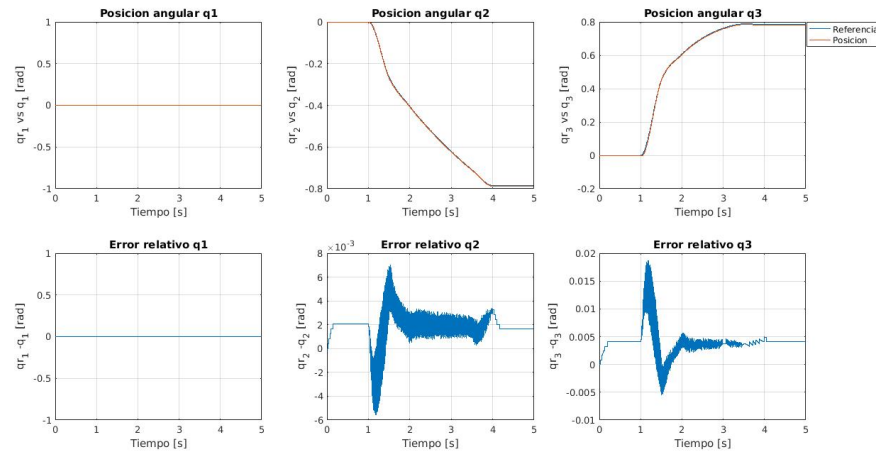 Posicion angular q1
qr1 vs q1 [rad]
1
0.5
0
-0.5
-1
0 1 2 3 4 5
Tiempo [s]
Posicion angular q2
qr2 vs q2 [rad]
0
-0.2
-0.4
-0.6
-0.8
0 1 2 3 4 5
Tiempo [s]
Posicion angular q3
qr3 vs q3 [rad]
0.8
0.6
0.4
0.2
0
-0.2
0 1 2 3 4 5
Tiempo [s]
Referencia
Posicion
Error relativo q1
qr1 -q1 [rad]
1
0.5
0
-0.5
-1
0 1 2 3 4 5
Tiempo [s]
Error relativo q2
×10-3
qr2 -q2 [rad]
8
6
4
2
0
-2
-4
-6
0 1 2 3 4 5
Tiempo [s]
Error relativo q3
qr3 -q3 [rad]
0.02
0.015
0.01
0.005
0
-0.005
-0.01
0 1 2 3 4 5
Tiempo [s]